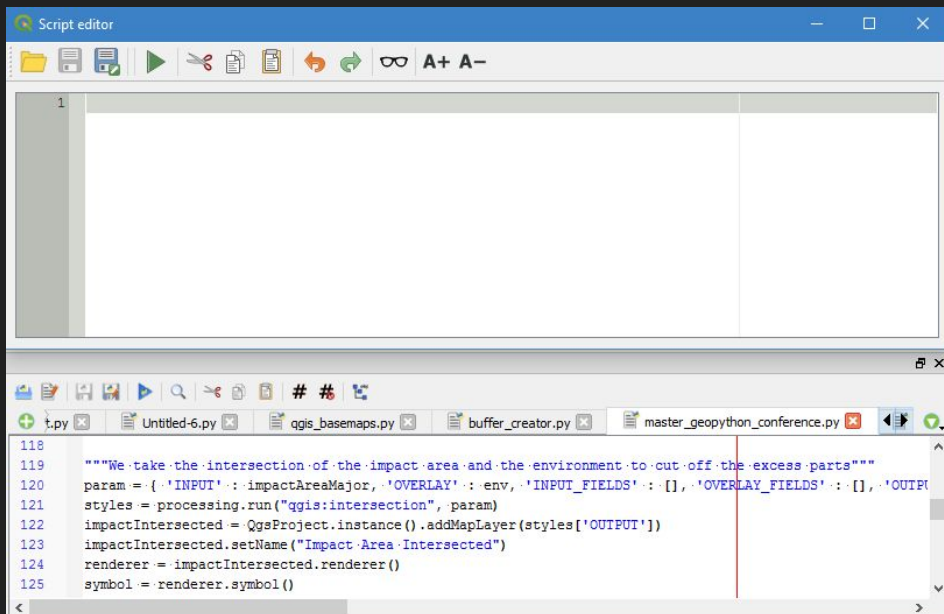 Script editor
A+ A-
1
# #
t.py Untitled-6.py qgis_basemaps.py buffer_creator.py master_geopython_conference.py
118
119 """We·take·the·intersection·of·the·impact·area·and·the·environment·to·cut·off·the·excess·parts"""
120 param·=·{·'INPUT'·:·impactAreaMajor,·'OVERLAY'·:·env,·'INPUT_FIELDS'·:·[],·'OVERLAY_FIELDS'·:·[],·'OUTPU
121 styles·=·processing.run("qgis:intersection",·param)
122 impactIntersected·=·QgsProject.instance().addMapLayer(styles['OUTPUT'])
123 impactIntersected.setName("Impact·Area·Intersected")
124 renderer·=·impactIntersected.renderer()
125 symbol·=·renderer.symbol()